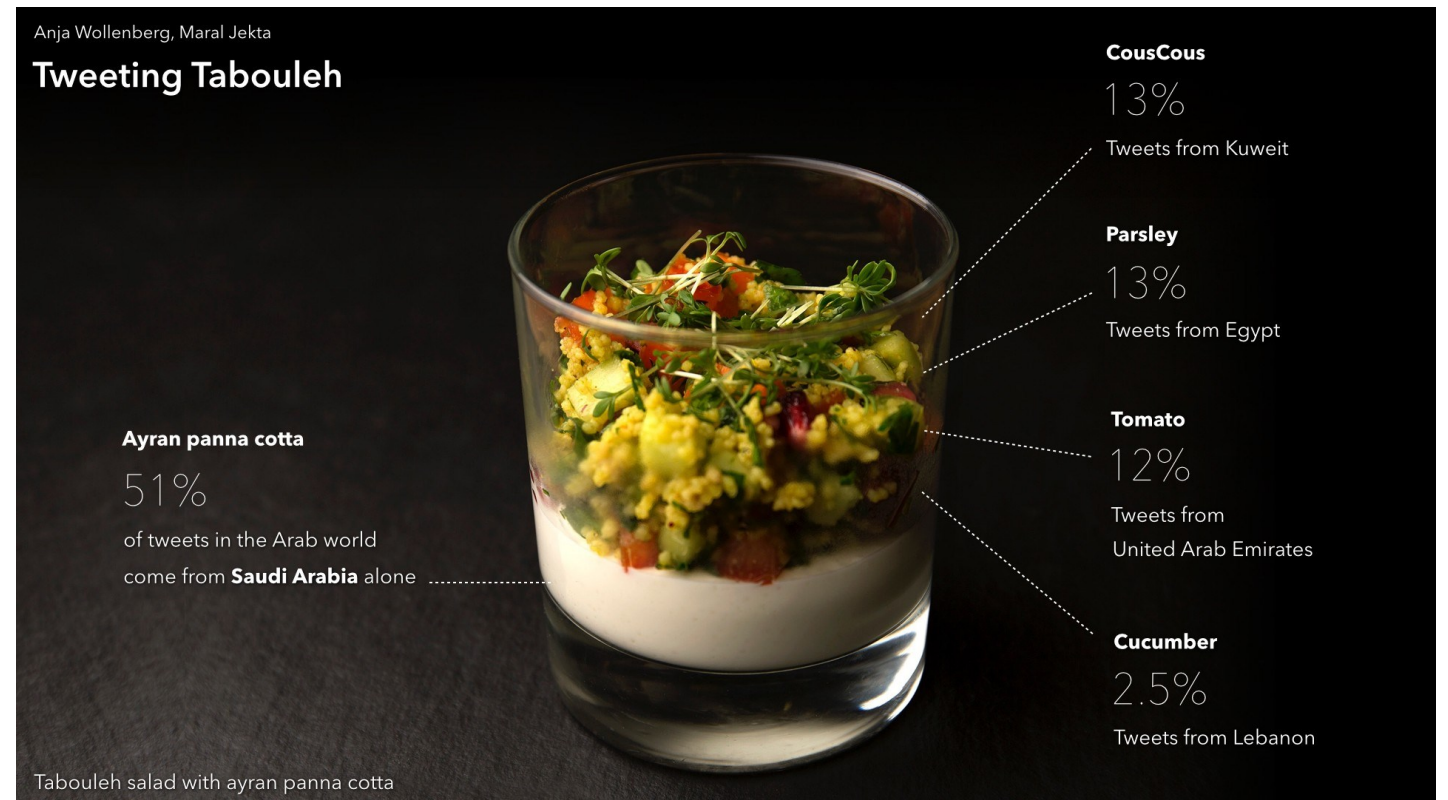 Anja Wollenberg, Maral Jekta
Tweeting Tabouleh
CousCous
13%
Tweets from Kuweit
Parsley
13%
Tweets from Egypt
Tomato
12%
Tweets from
United Arab Emirates
Cucumber
2.5%
Tweets from Lebanon
Ayran panna cotta
51%
of tweets in the Arab world
come from Saudi Arabia alone
Tabouleh salad with ayran panna cotta